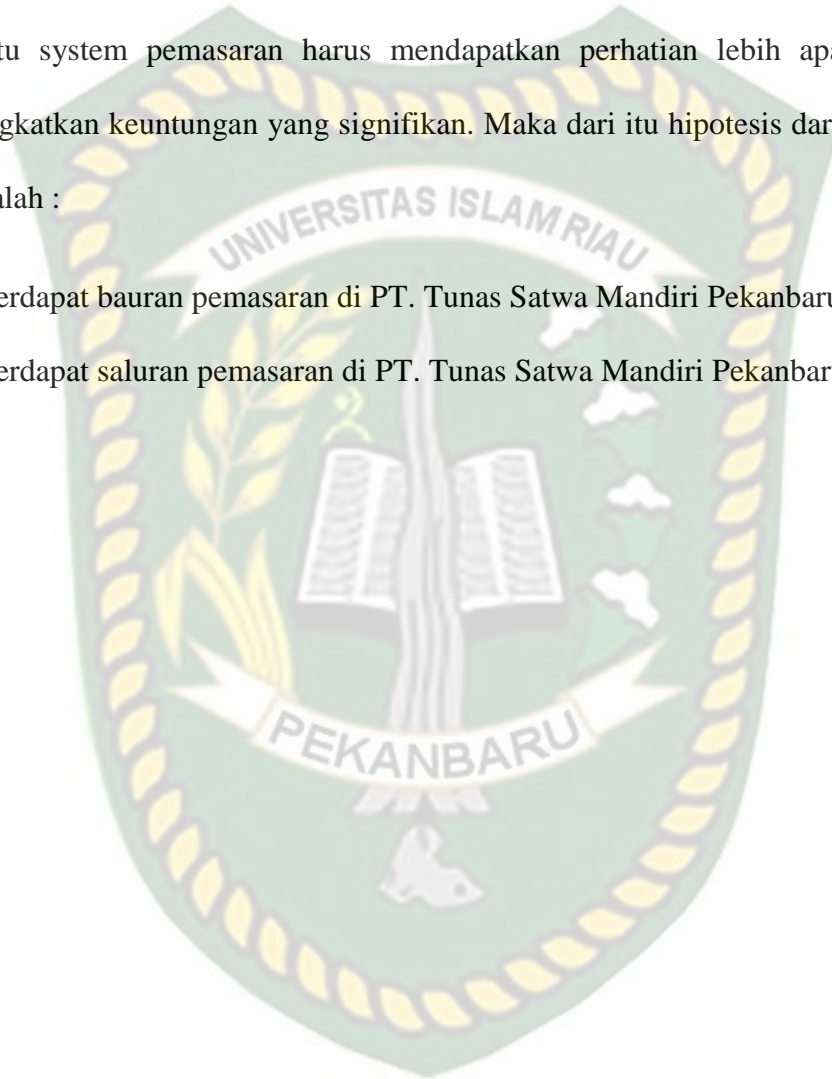 tu system pemasaran harus mendapatkan perhatian lebih apa
gkatkan keuntungan yang signifikan. Maka dari itu hipotesis dar
alah :
UNIVERSITAS ISLAM RIAU
erdapat bauran pemasaran di PT. Tunas Satwa Mandiri Pekanbaru
erdapat saluran pemasaran di PT. Tunas Satwa Mandiri Pekanbar
PEKANBARU